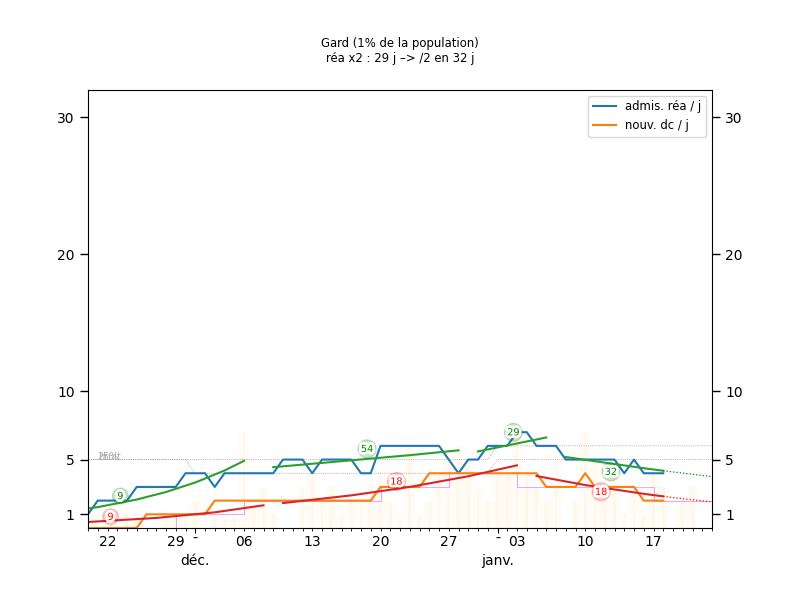 Gard (1% de la population)
réa x2 : 29 j –> /2 en 32 j
admis. réa / j
nouv. dc / j
30 30
20 20
10 10
5 5
1 1
29
54
32
18
18
9
9
22 29 - 06 13 20 27 - 03 10 17
déc. janv.